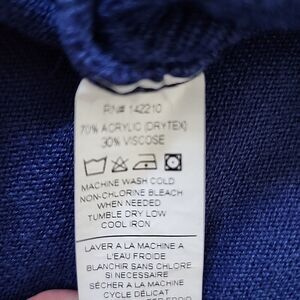 RN# 142210
70% ACRYLIC (DRYTEX)
30% VISCOSE
MACHINE WASH COLD
NON-CHLORINE BLEACH
WHEN NEEDED
TUMBLE DRY LOW
COOL IRON
LAVER A LA MACHINE A
L'EAU FROIDE
BLANCHIR SANS CHLORE
SI NECESSAIRE
SÉCHER A LA MACHINE
CYCLE DÉLICAT